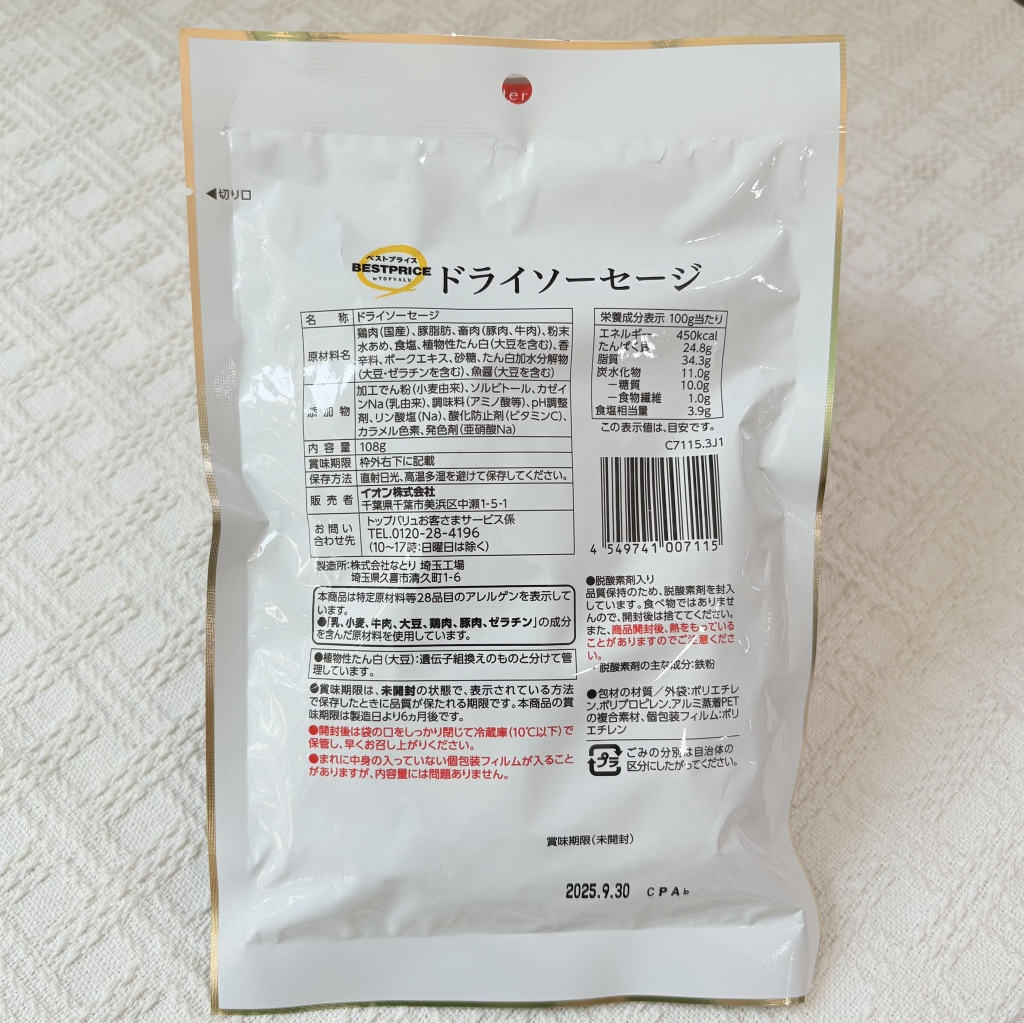 er
◀切り口
ベストプライス
BESTPRICE
by TOPVALU
ドライソーセージ
名 称 ドライソーセージ
原材料名 鶏肉(国産)、豚脂肪、畜肉(豚肉、牛肉)、粉末
水あめ、食塩、植物性たん白(大豆を含む)、香
辛料、ポークエキス、砂糖、たん白加水分解物
(大豆・ゼラチンを含む)、魚醤(大豆を含む)
添加物 加工でん粉(小麦由来)、ソルビトール、カゼイ
ンNa(乳由来)、調味料(アミノ酸等)、pH調整
剤、リン酸塩(Na)、酸化防止剤(ビタミンC)、
カラメル色素、発色剤(亜硝酸Na)
内容量 108g
賞味期限 枠外右下に記載
保存方法 直射日光、高温多湿を避けて保存してください。
販売者 イオン株式会社
千葉県千葉市美浜区中瀬1-5-1
お問い合わせ先 トップバリュお客さまサービス係
TEL.0120-28-4196
(10～17時:日曜日は除く)
製造所:株式会社なとり 埼玉工場
埼玉県久喜市清久町1-6
本商品は特定原材料等28品目のアレルゲンを表示して
います。
●「乳、小麦、牛肉、大豆、鶏肉、豚肉、ゼラチン」の成分
を含んだ原材料を使用しています。
●植物性たん白(大豆):遺伝子組換えのものと分けて管
理しています。
●賞味期限は、未開封の状態で、表示されている方法
で保存したときに品質が保たれる期限です。本商品の賞
味期限は製造日より6ヵ月後です。
●開封後は袋の口をしっかり閉じて冷蔵庫(10℃以下)で
保管し、早くお召し上がりください。
●まれに中身の入っていない個包装フィルムが入ること
がありますが、内容量には問題ありません。
栄養成分表示 100g当たり
エネルギー 450kcal
たんぱく質 24.8g
脂質 34.3g
炭水化物 11.0g
－糖質 10.0g
－食物繊維 1.0g
食塩相当量 3.9g
この表示値は、目安です。
C7115.3J1
4 549741 007115
●脱酸素剤入り
品質保持のため、脱酸素剤を封入
しています。食べ物ではありませ
んので、開封後は捨ててください。
また、商品開封後、熱をもっている
ことがありますのでご注意くださ
い。
・脱酸素剤の主な成分:鉄粉
●包材の材質／外袋:ポリエチレ
ン、ポリプロピレン、アルミ蒸着PET
の複合素材、個包装フィルム:ポリ
エチレン
プラ
ごみの分別は自治体の
区分にしたがってください。
賞味期限(未開封)
2025.9.30 CPAb